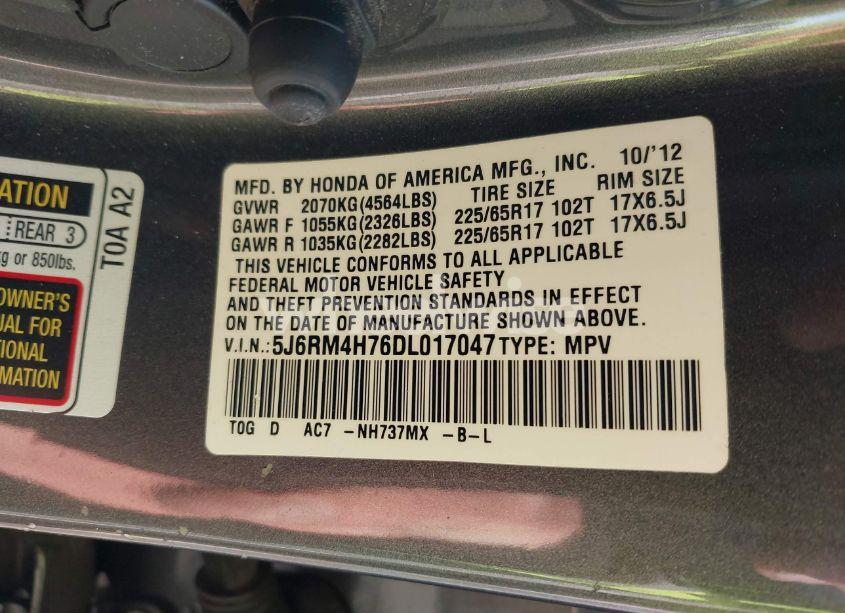 ATION
REAR 3
kg or 850lbs.
OWNER'S
UAL FOR
TIONAL
RMATION
T0A A2
MFD. BY HONDA OF AMERICA MFG., INC. 10/'12
GVWR 2070KG(4564LBS) TIRE SIZE RIM SIZE
GAWR F 1055KG(2326LBS) 225/65R17 102T 17X6.5J
GAWR R 1035KG(2282LBS) 225/65R17 102T 17X6.5J
THIS VEHICLE CONFORMS TO ALL APPLICABLE
FEDERAL MOTOR VEHICLE SAFETY
AND THEFT PREVENTION STANDARDS IN EFFECT
ON THE DATE OF MANUFACTURE SHOWN ABOVE.
V.I.N.: 5J6RM4H76DL017047 TYPE: MPV
TOG D AC7 -NH737MX -B-L